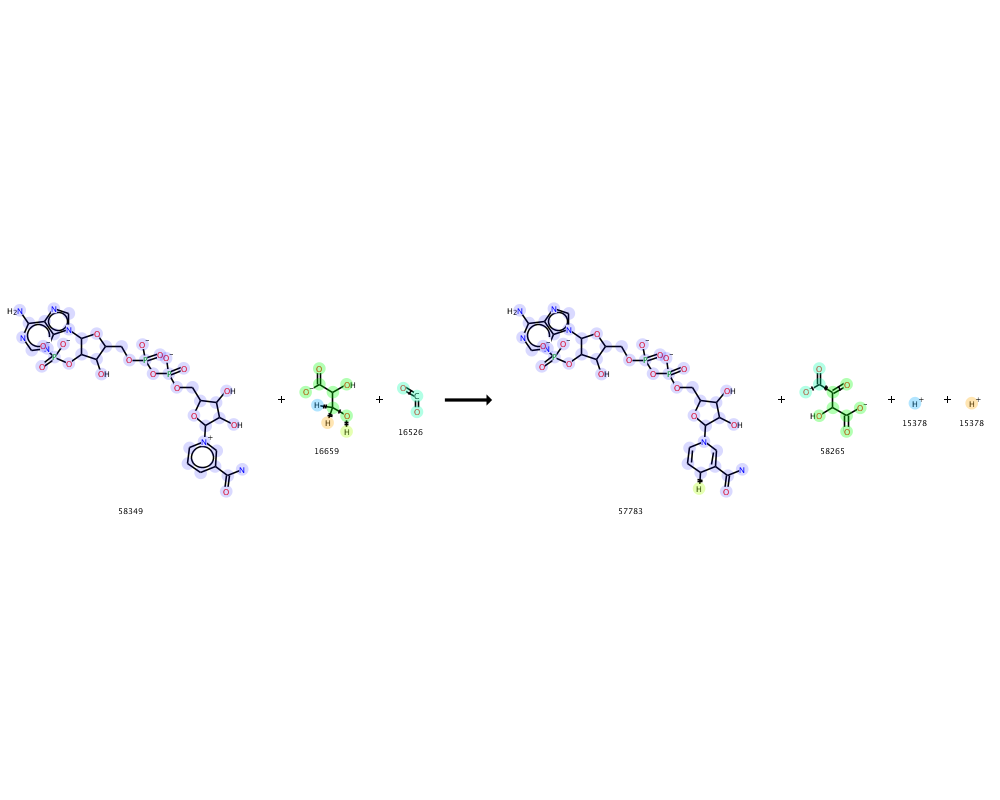 H₂N N N N N O O⁻ O⁻ P O O OH O O⁻ P O O O⁻ P O O OH OH O N⁺ N O
58349
+
O O⁻ OH H H O H
16659
+
O C O
16526
H₂N N N N N O O⁻ O⁻ P O O OH O O⁻ P O O O⁻ P O O OH OH O N N O H
57783
+
O O⁻ O HO O⁻ O
58265
+
H⁺
15378
+
H⁺
15378